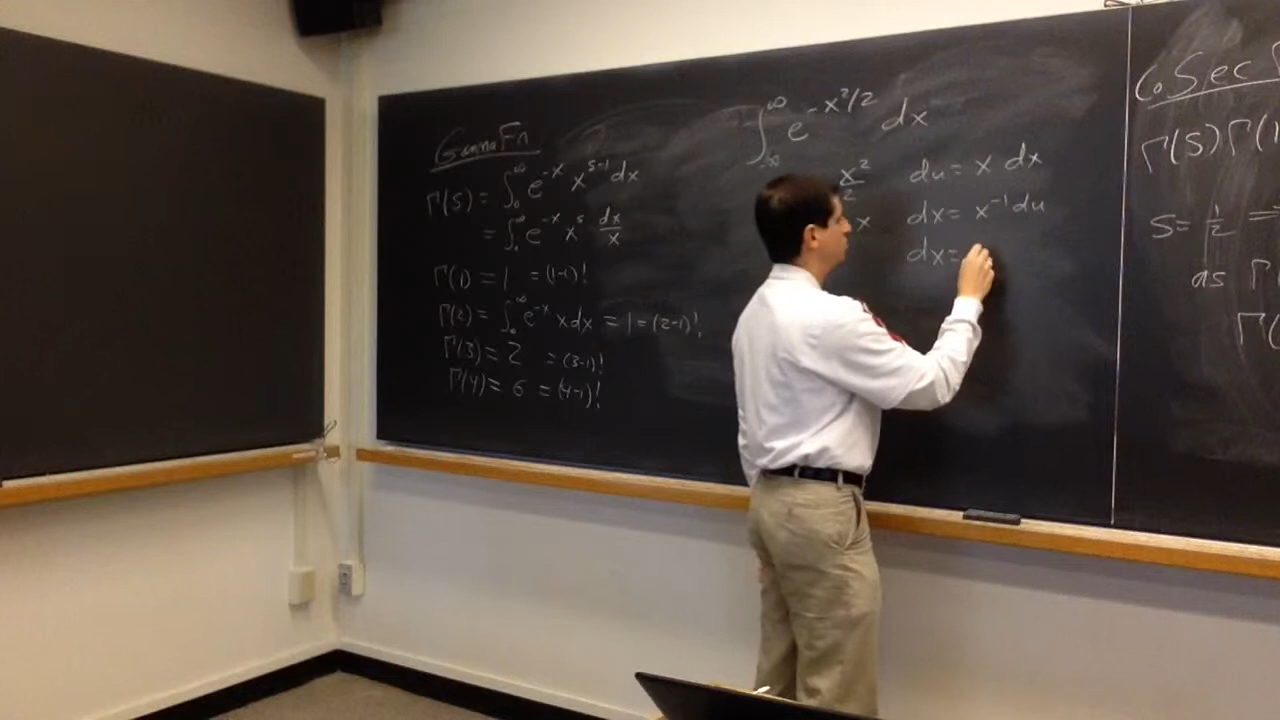 Gamma Fn
Γ(s) = ∫₀^∞ e^{-x} x^{s-1} dx
= ∫₀^∞ e^{-x} x^s dx/x
Γ(1) = 1 = (1-1)!
Γ(2) = ∫₀^∞ e^{-x} x dx = 1 = (2-1)!
Γ(3) = 2 = (3-1)!
Γ(4) = 6 = (4-1)!
∫_{-∞}^∞ e^{-x²/2} dx
x²/2 du = x dx
x dx = x⁻¹ du
dx =
CoSec
Γ(s) Γ(1
s = 1/2 =
as Γ
Γ(